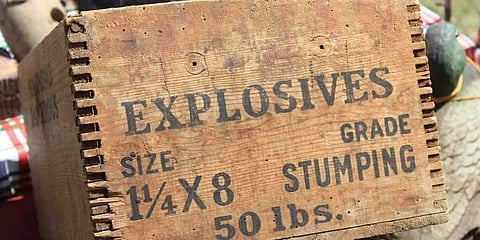 EXPLOSIVES
SIZE GRADE
1¼X8 STUMPING
50 lbs.